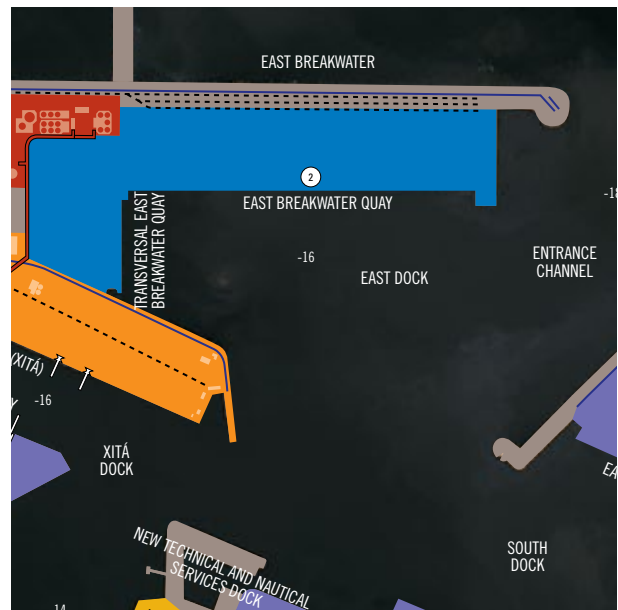 EAST BREAKWATER
2
-18
EAST BREAKWATER QUAY
TRANSVERSAL EAST
BREAKWATER QUAY
-16
EAST DOCK
ENTRANCE
CHANNEL
(XITÁ)
-16
XITÁ
DOCK
NEW TECHNICAL AND NAUTICAL
SERVICES DOCK
SOUTH
DOCK